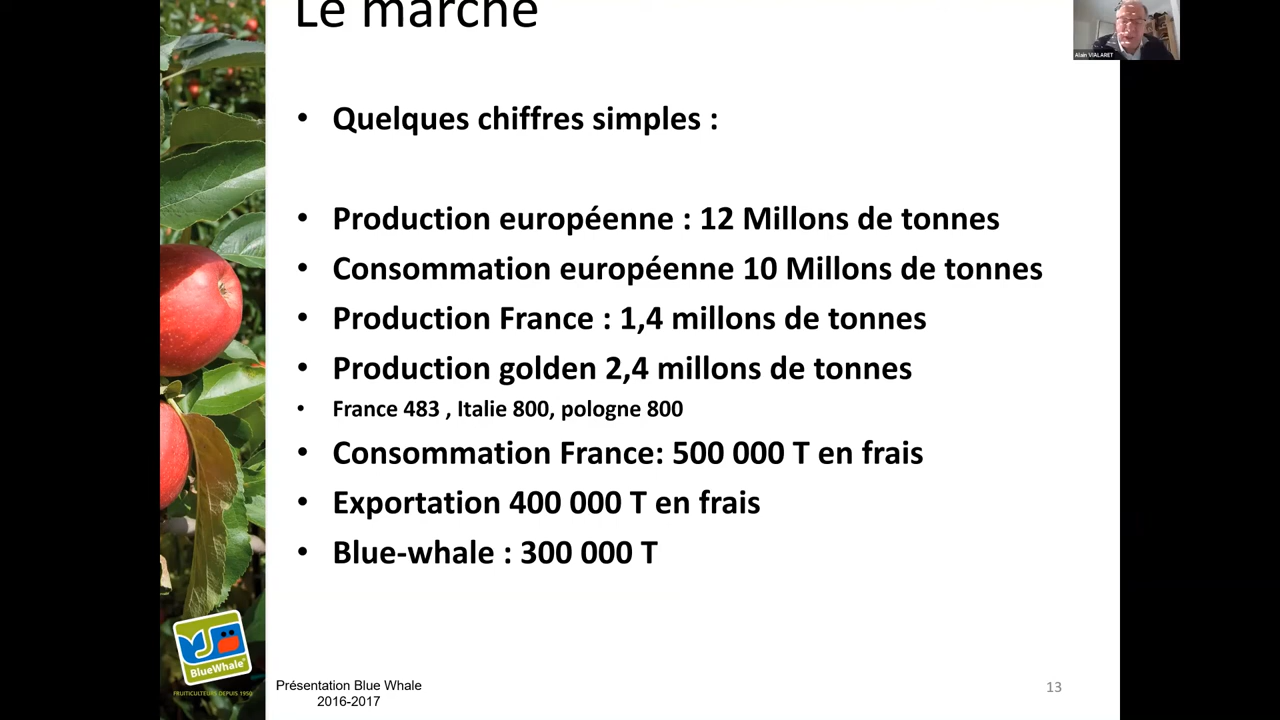 Le marché
Alain VIALARET
• Quelques chiffres simples :
• Production européenne : 12 Millons de tonnes
• Consommation européenne 10 Millons de tonnes
• Production France : 1,4 millons de tonnes
• Production golden 2,4 millons de tonnes
• France 483 , Italie 800, pologne 800
• Consommation France: 500 000 T en frais
• Exportation 400 000 T en frais
• Blue-whale : 300 000 T
BlueWhale®
FRUITICULTEURS DEPUIS 1950
Présentation Blue Whale
2016-2017
13